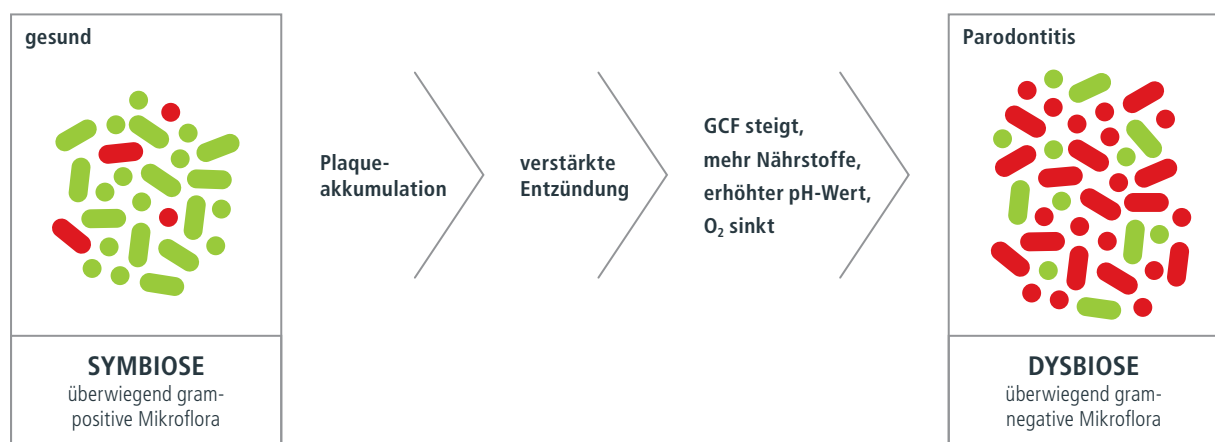 gesund
SYMBIOSE
überwiegend gram-
positive Mikroflora
Plaque-
akkumulation
verstärkte
Entzündung
GCF steigt,
mehr Nährstoffe,
erhöhter pH-Wert,
O₂ sinkt
Parodontitis
DYSBIOSE
überwiegend gram-
negative Mikroflora